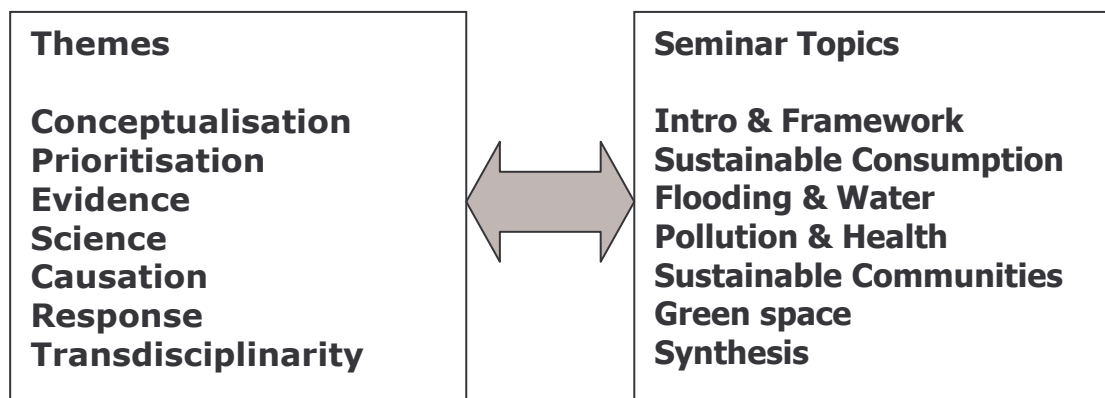 Themes
Conceptualisation
Prioritisation
Evidence
Science
Causation
Response
Transdisciplinarity
Seminar Topics
Intro & Framework
Sustainable Consumption
Flooding & Water
Pollution & Health
Sustainable Communities
Green space
Synthesis